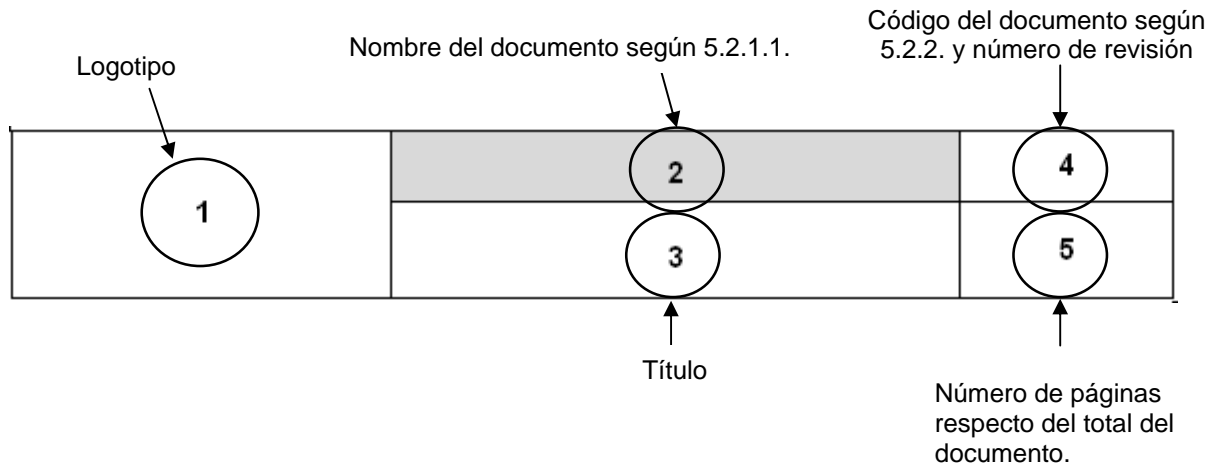 Código del documento según
5.2.2. y número de revisión
Nombre del documento según 5.2.1.1.
Logotipo
1
2
4
3
5
Título
Número de páginas
respecto del total del
documento.